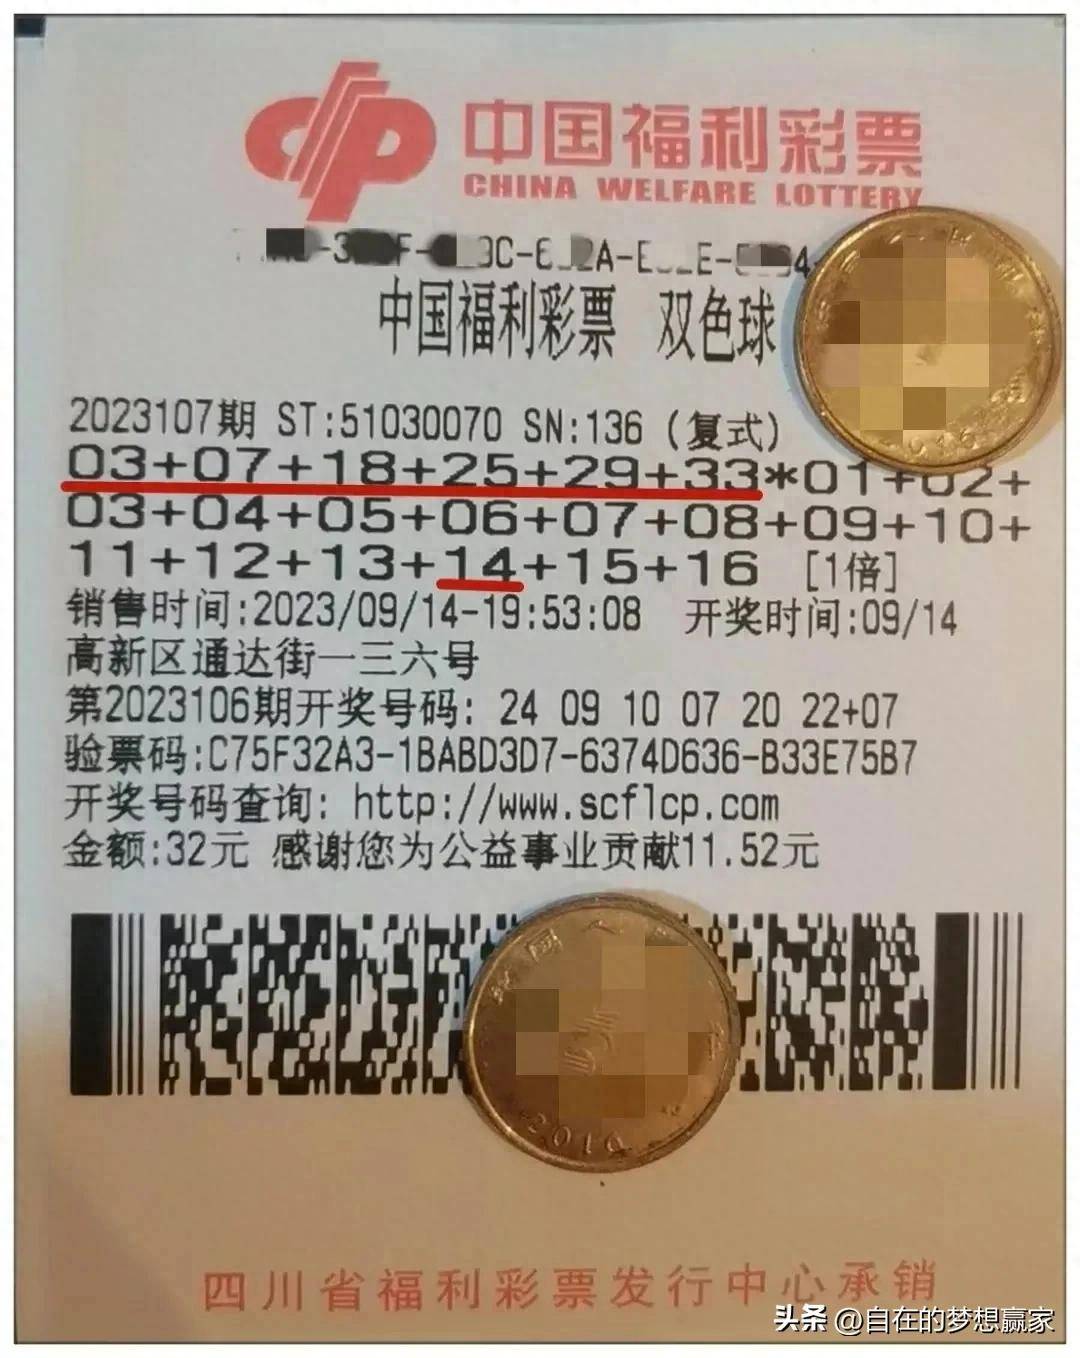 中国福利彩票
CHINA WELFARE LOTTERY
中国福利彩票 双色球
2023107期 ST:51030070 SN:136 (复式)
03+07+18+25+29+33*01+02+
03+04+05+06+07+08+09+10+
11+12+13+14+15+16 [1倍]
销售时间:2023/09/14-19:53:08 开奖时间:09/14
高新区通达街一三六号
第2023106期开奖号码: 24 09 10 07 20 22+07
验票码:C75F32A3-1BABD3D7-6374D636-B33E75B7
开奖号码查询: http://www.scflcp.com
金额:32元 感谢您为公益事业贡献11.52元
四川省福利彩票发行中心承销
头条 @自在的梦想赢家